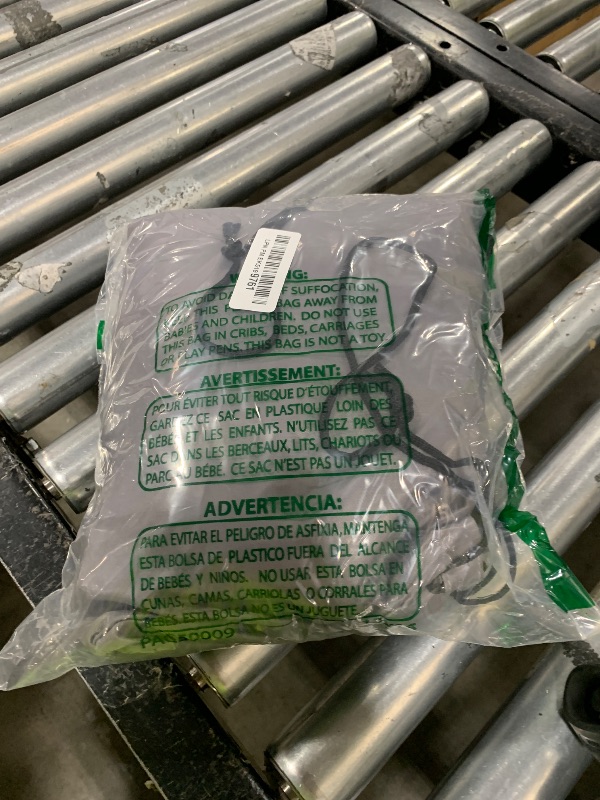 NG:
TO AVOID D F SUFFOCATION,
THIS BAG AWAY FROM
BABIES AND CHILDREN. DO NOT USE
THIS BAG IN CRIBS, BEDS, CARRIAGES
OR PLAY PENS. THIS BAG IS NOT A TOY
AVERTISSEMENT:
POUR ÉVITER TOUT RISQUE D'ÉTOUFFEMENT,
GARDEZ CE SAC EN PLASTIQUE LOIN DES
BÉBÉ ET LES ENFANTS. N'UTILISEZ PAS CE
SAC DANS LES BERCEAUX, LITS, CHARIOTS OU
PARC AU BÉBÉ. CE SAC N'EST PAS UN JOUET.
ADVERTENCIA:
PARA EVITAR EL PELIGRO DE ASFIXIA, MANTENGA
ESTA BOLSA DE PLASTICO FUERA DEL ALCANCE
DE BEBÉS Y NIÑOS. NO USAR ESTA BOLSA EN
CUNAS, CAMAS, CARRIOLAS O CORRALES PARA
BEBÉS. ESTA BOLSA NO ES UN JUGUETE.